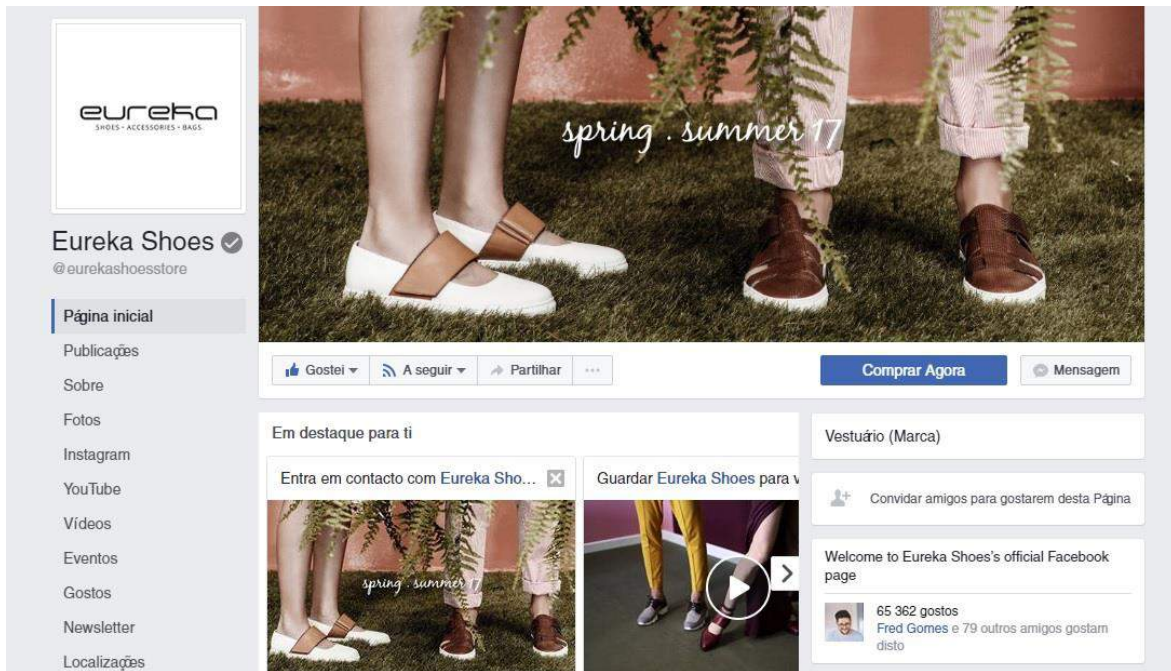 eureka
SHOES • ACCESSORIES • BAGS
Eureka Shoes
@eurekashoesstore
Página inicial
Publicações
Sobre
Fotos
Instagram
YouTube
Vídeos
Eventos
Gostos
Newsletter
Localizações
spring . summer 17
Gostei
A seguir
Partilhar
...
Comprar Agora
Mensagem
Em destaque para ti
Entra em contacto com Eureka Sho...
spring . summer 17
Guardar Eureka Shoes para v
Vestuário (Marca)
Convidar amigos para gostarem desta Página
Welcome to Eureka Shoes's official Facebook
page
65 362 gostos
Fred Gomes e 79 outros amigos gostam
disto